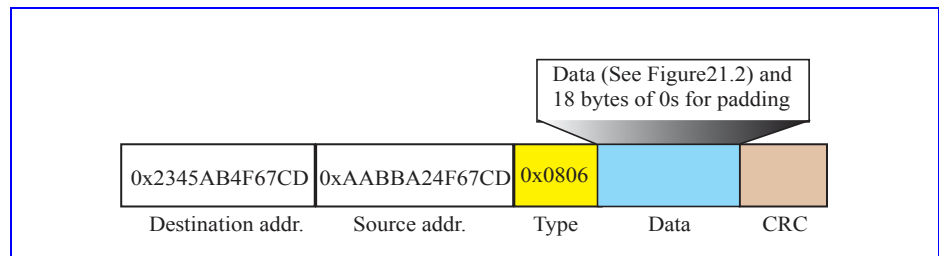 Data (See Figure21.2) and
18 bytes of 0s for padding
0x2345AB4F67CD 0xAABBA24F67CD 0x0806
Destination addr. Source addr. Type Data CRC